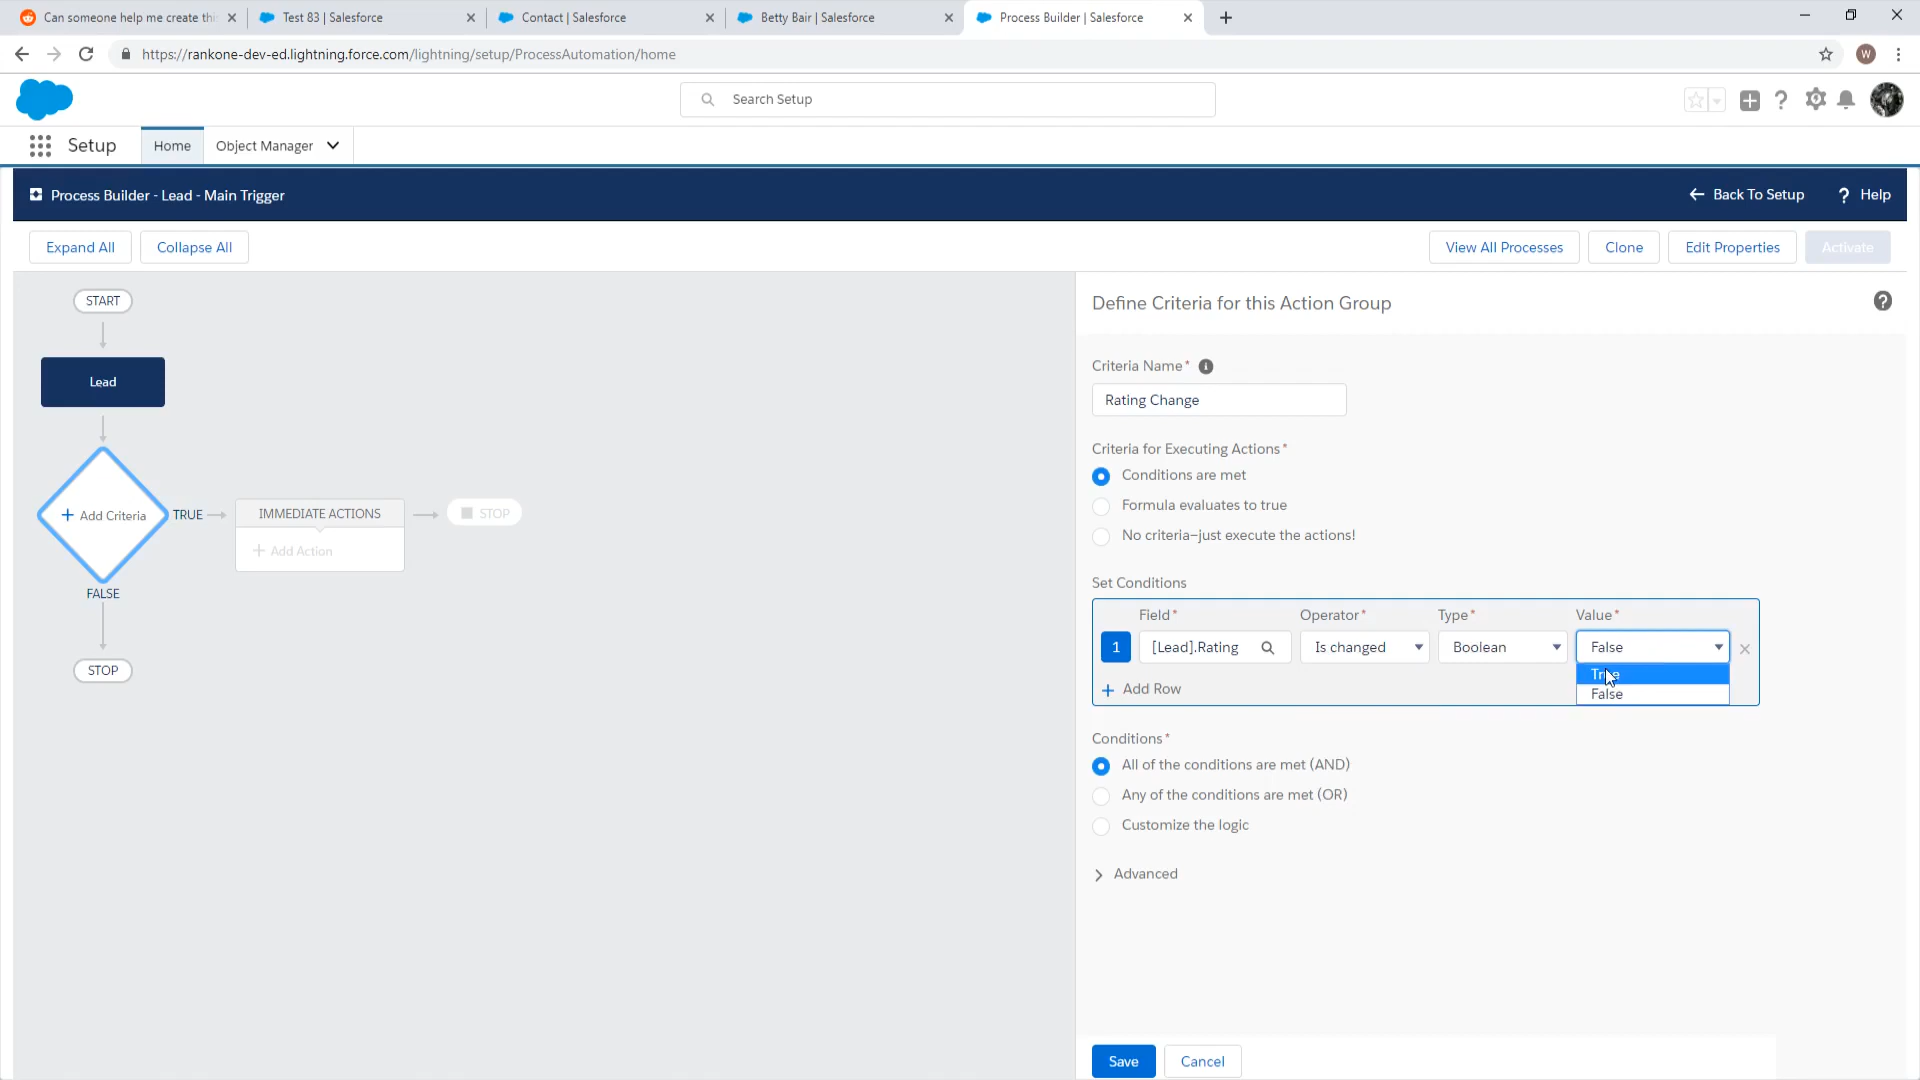 Can someone help me create thi
Test 83 | Salesforce
Contact | Salesforce
Betty Bair | Salesforce
Process Builder | Salesforce
https://rankone-dev-ed.lightning.force.com/lightning/setup/ProcessAutomation/home
W
Search Setup
Setup
Home
Object Manager
Process Builder - Lead - Main Trigger
Back To Setup
? Help
Expand All
Collapse All
View All Processes
Clone
Edit Properties
Activate
START
Lead
+ Add Criteria
TRUE
IMMEDIATE ACTIONS
+ Add Action
STOP
FALSE
STOP
Define Criteria for this Action Group
Criteria Name*
Rating Change
Criteria for Executing Actions*
Conditions are met
Formula evaluates to true
No criteria—just execute the actions!
Set Conditions
Field* Operator* Type* Value*
1 [Lead].Rating Is changed Boolean False
True
False
+ Add Row
Conditions*
All of the conditions are met (AND)
Any of the conditions are met (OR)
Customize the logic
Advanced
Save
Cancel